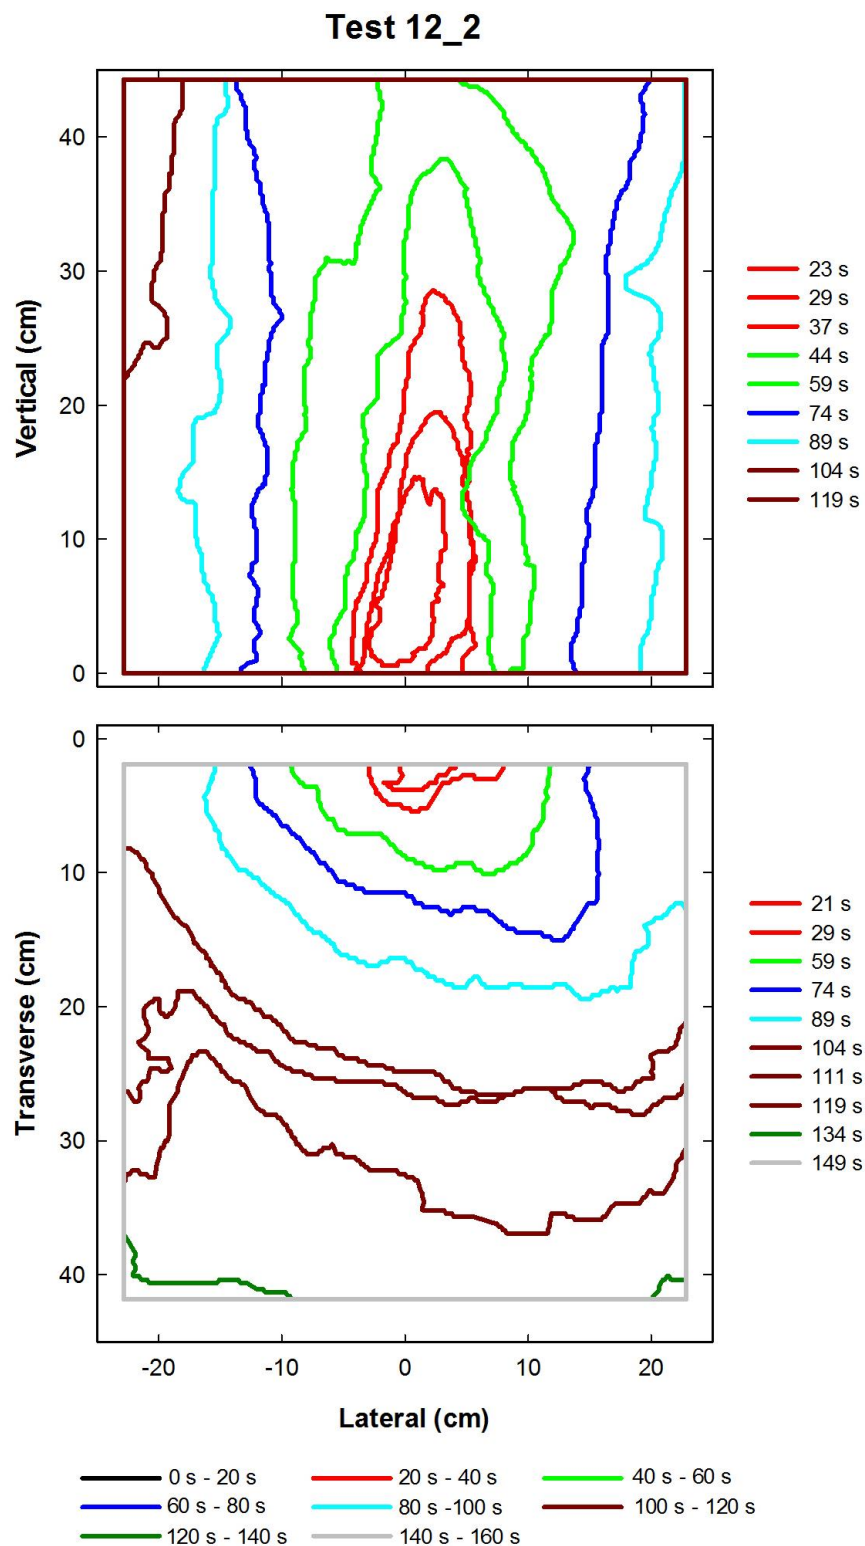 Test 12_2
40
30
20
10
0
Vertical (cm)
23 s
29 s
37 s
44 s
59 s
74 s
89 s
104 s
119 s
0
10
20
30
40
Transverse (cm)
21 s
29 s
59 s
74 s
89 s
104 s
111 s
119 s
134 s
149 s
-20 -10 0 10 20
Lateral (cm)
0 s - 20 s 20 s - 40 s 40 s - 60 s
60 s - 80 s 80 s -100 s 100 s - 120 s
120 s - 140 s 140 s - 160 s